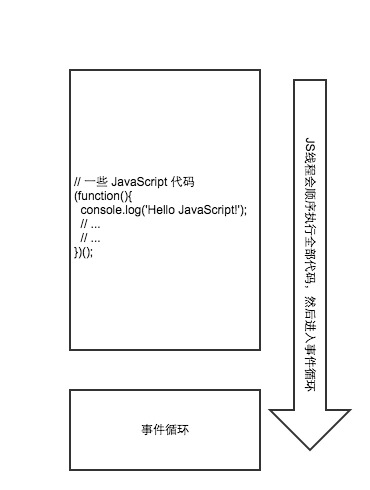 // 一些 JavaScript 代码
(function(){
  console.log('Hello JavaScript!');
  // ...
  // ...
})();
JS线程会顺序执行全部代码，然后进入事件循环
事件循环